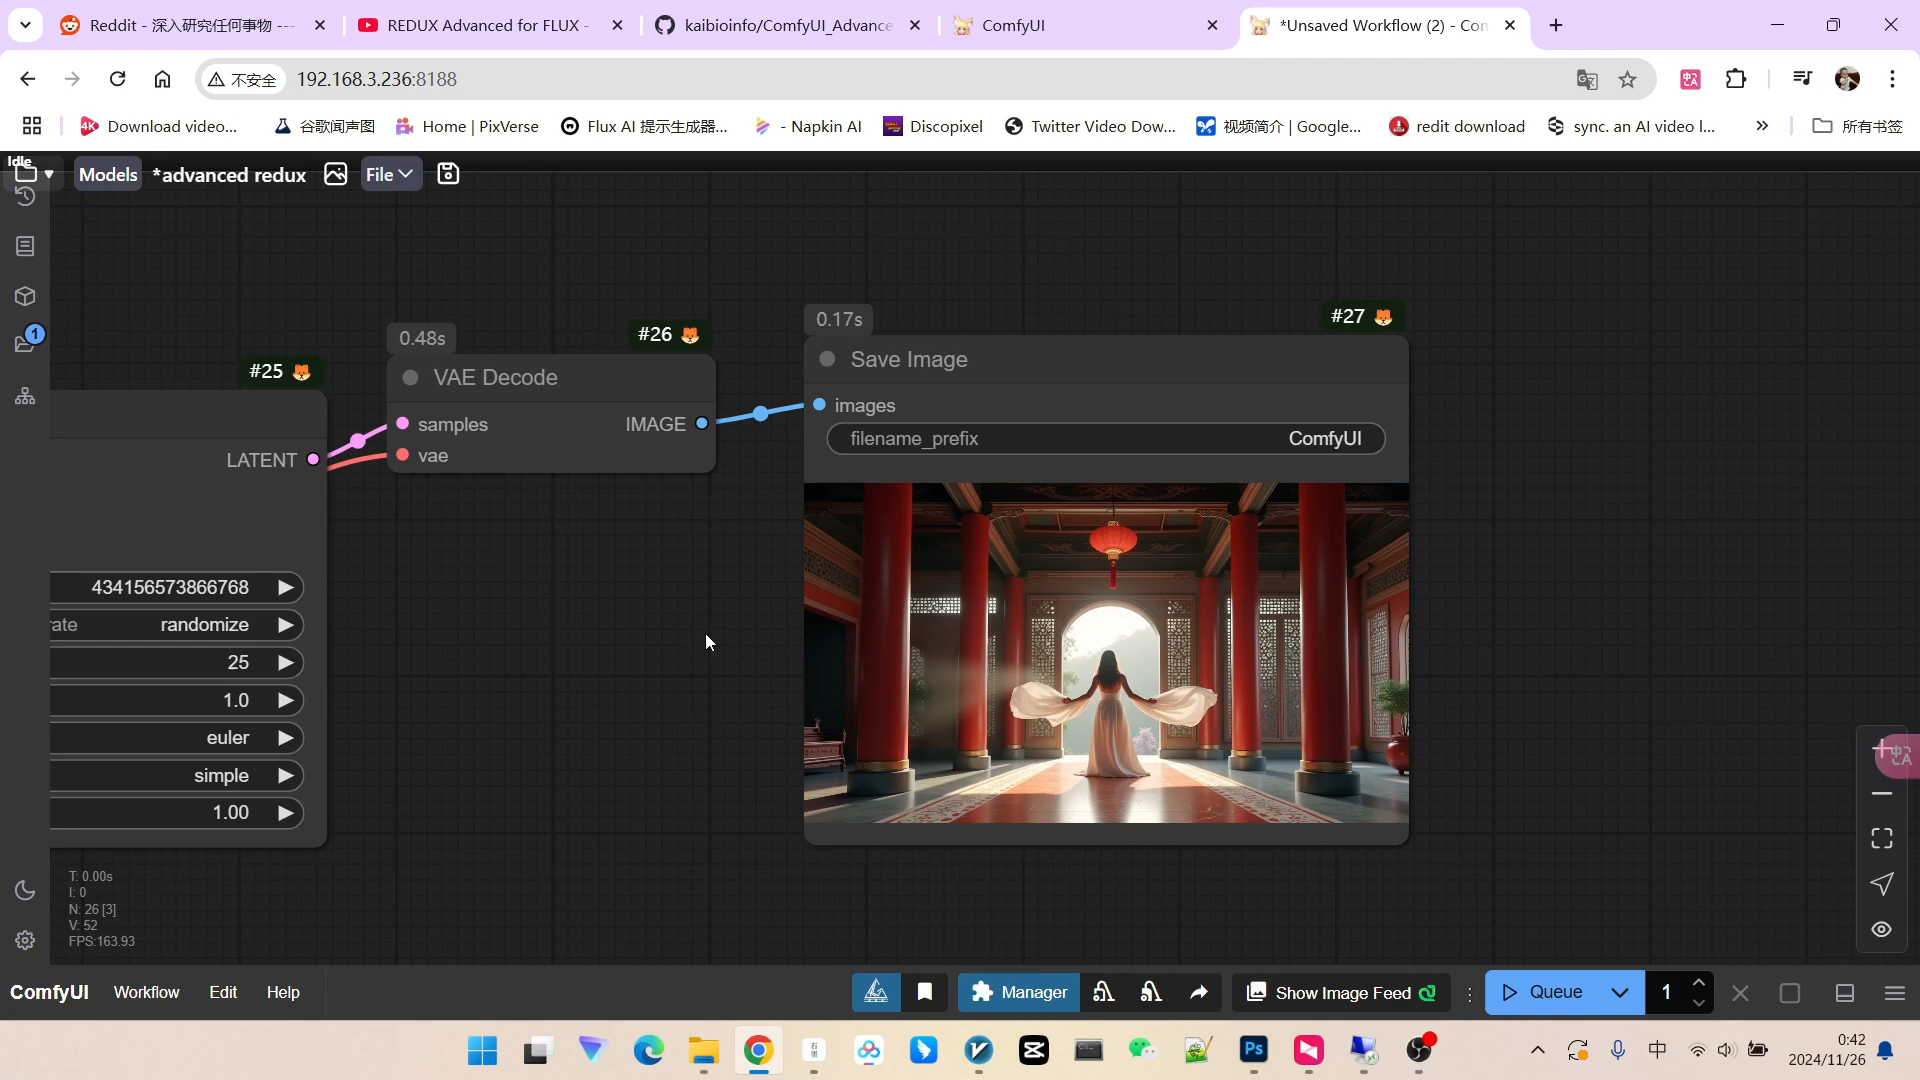 Reddit - 深入研究任何事物 ---
REDUX Advanced for FLUX -
kaibioinfo/ComfyUI_Advance
ComfyUI
*Unsaved Workflow (2) - Con
不安全
192.168.3.236:8188
4K Download video...
谷歌闻声图
Home | PixVerse
Flux AI 提示生成器...
- Napkin AI
Discopixel
Twitter Video Dow...
视频简介 | Google...
redit download
sync. an AI video l...
所有书签
Idle
Models
*advanced redux
File
1
#25
LATENT
434156573866768
rate randomize
25
1.0
euler
simple
1.00
0.48s
#26
VAE Decode
samples IMAGE
vae
0.17s
#27
Save Image
images
filename_prefix ComfyUI
T: 0.00s
I: 0
N: 26 [3]
V: 52
FPS:163.93
ComfyUI
Workflow
Edit
Help
Manager
Show Image Feed
Queue
1
Ps
中
0:42
2024/11/26